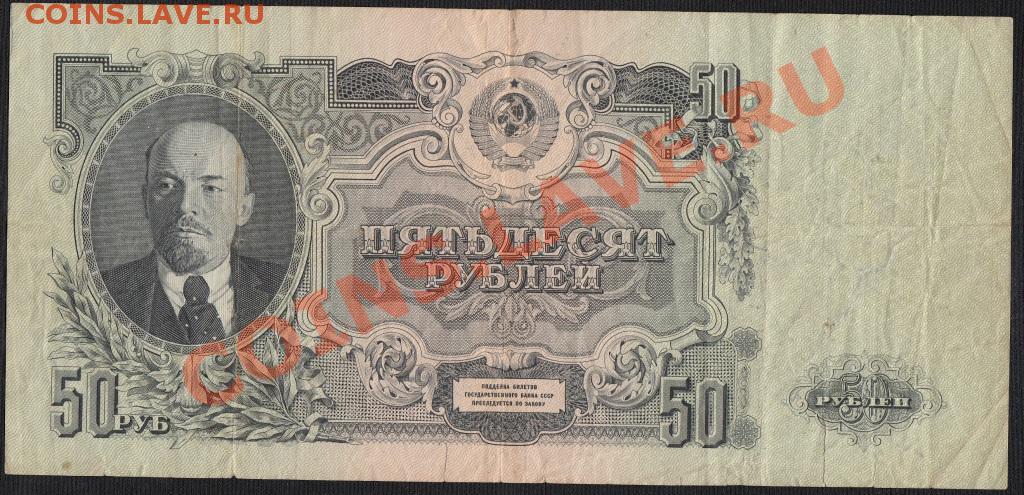 COINS.LAVE.RU
50
ПЯТЬДЕСЯТ
РУБЛЕЙ
COINS.LAVE.RU
50 РУБ
ПОДДЕЛКА БИЛЕТОВ
ГОСУДАРСТВЕННОГО БАНКА СССР
ПРЕСЛЕДУЕТСЯ ПО ЗАКОНУ
50
50
РУБЛЕЙ